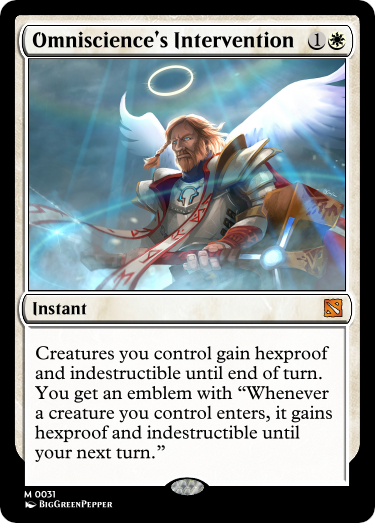 Omniscience's Intervention 1
Instant
Creatures you control gain hexproof
and indestructible until end of turn.
You get an emblem with “Whenever
a creature you control enters, it gains
hexproof and indestructible until
your next turn.”
M 0031
BigGreenPepper